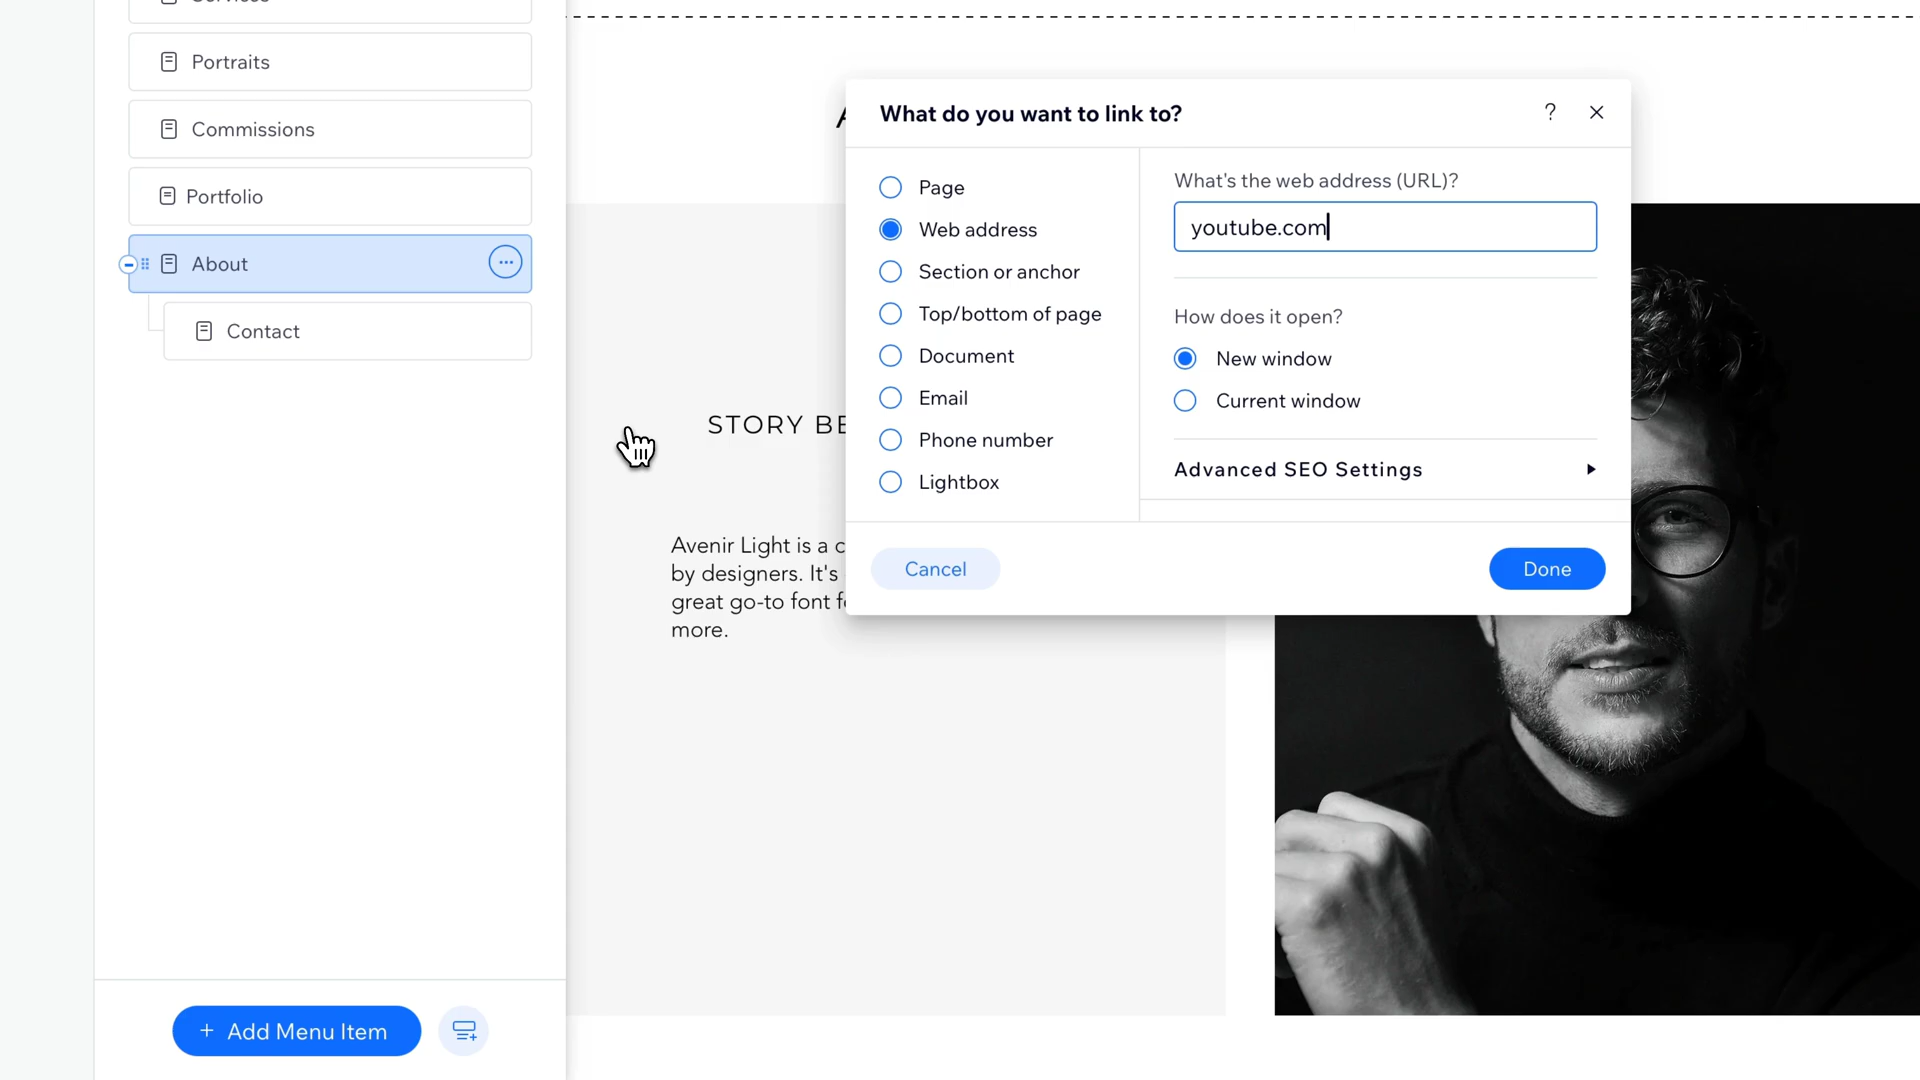 Services
Portraits
Commissions
Portfolio
About
Contact
+ Add Menu Item
What do you want to link to?
?
Page
Web address
Section or anchor
Top/bottom of page
Document
Email
Phone number
Lightbox
What's the web address (URL)?
youtube.com
How does it open?
New window
Current window
Advanced SEO Settings
Cancel
Done
A
STORY BE
Avenir Light is a c
by designers. It's
great go-to font fo
more.